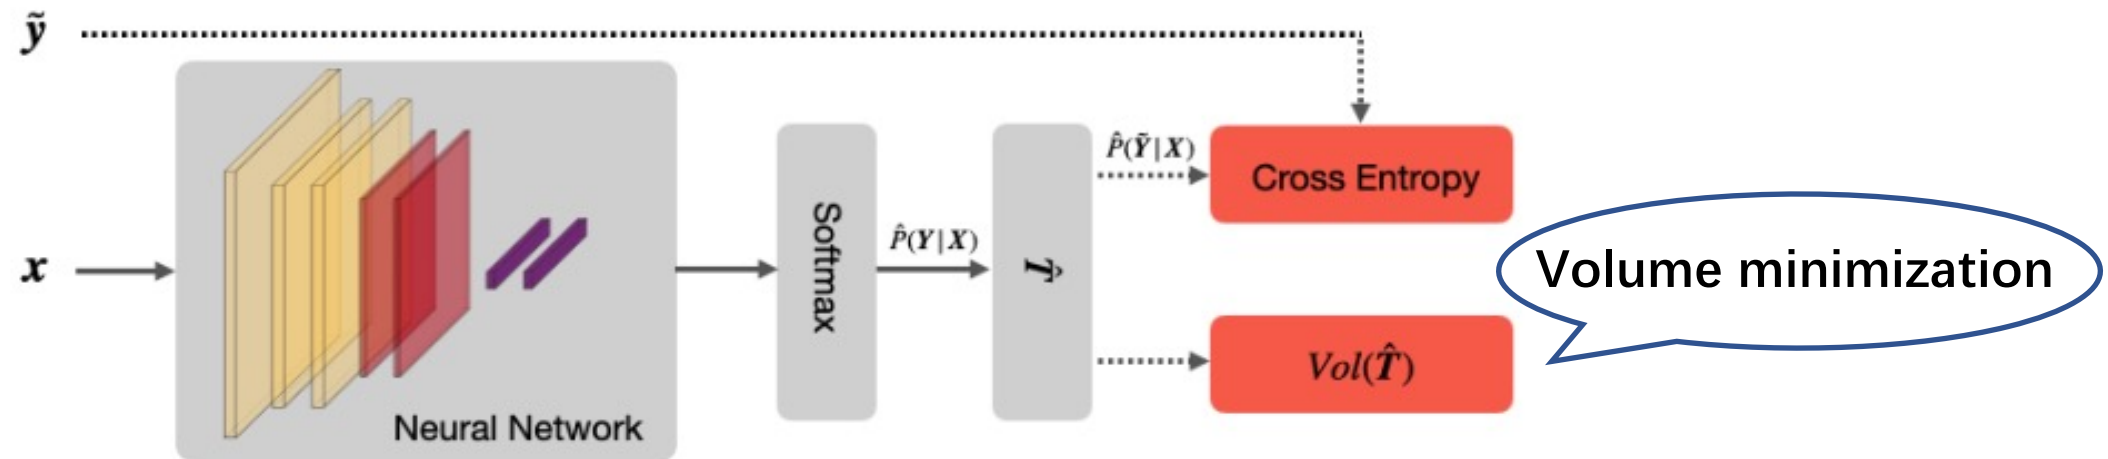 ỹ
x
Neural Network
Softmax
P̂(Y|X)
T̂
P̂(Ỹ|X)
Cross Entropy
Vol(T̂)
Volume minimization